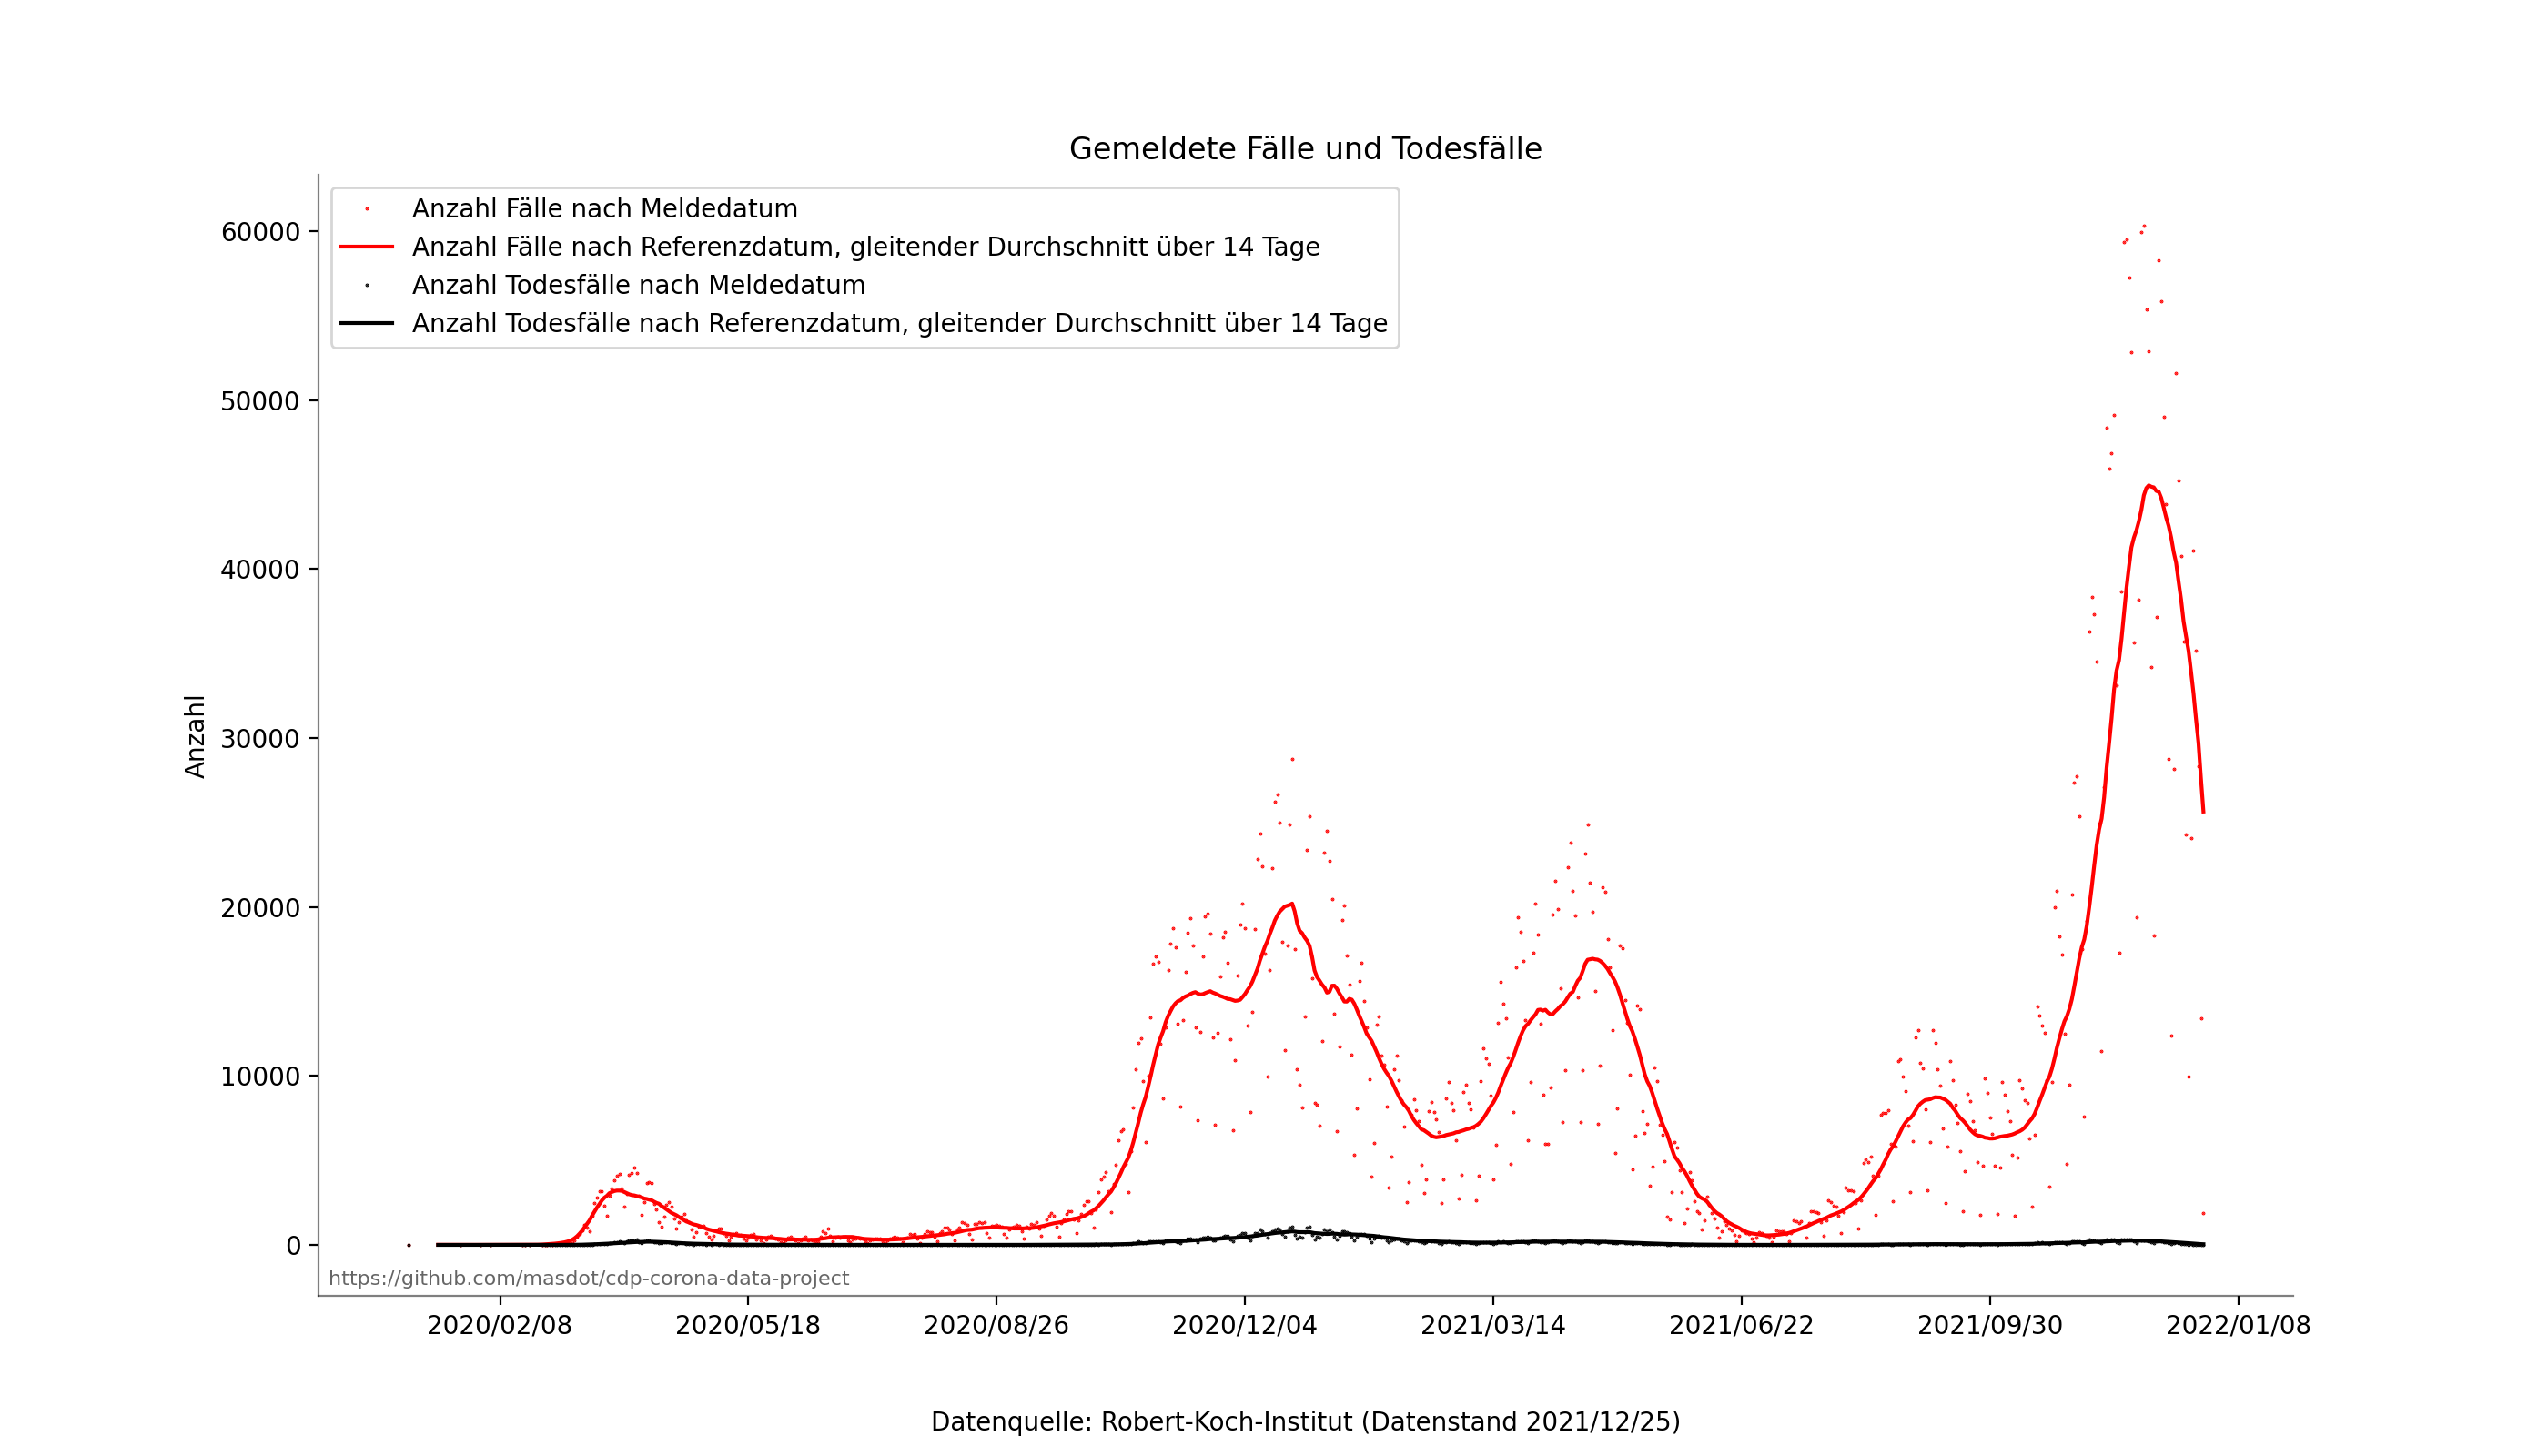 Gemeldete Fälle und Todesfälle
Anzahl Fälle nach Meldedatum
Anzahl Fälle nach Referenzdatum, gleitender Durchschnitt über 14 Tage
Anzahl Todesfälle nach Meldedatum
Anzahl Todesfälle nach Referenzdatum, gleitender Durchschnitt über 14 Tage
60000
50000
40000
30000
20000
10000
0
Anzahl
https://github.com/masdot/cdp-corona-data-project
2020/02/08
2020/05/18
2020/08/26
2020/12/04
2021/03/14
2021/06/22
2021/09/30
2022/01/08
Datenquelle: Robert-Koch-Institut (Datenstand 2021/12/25)